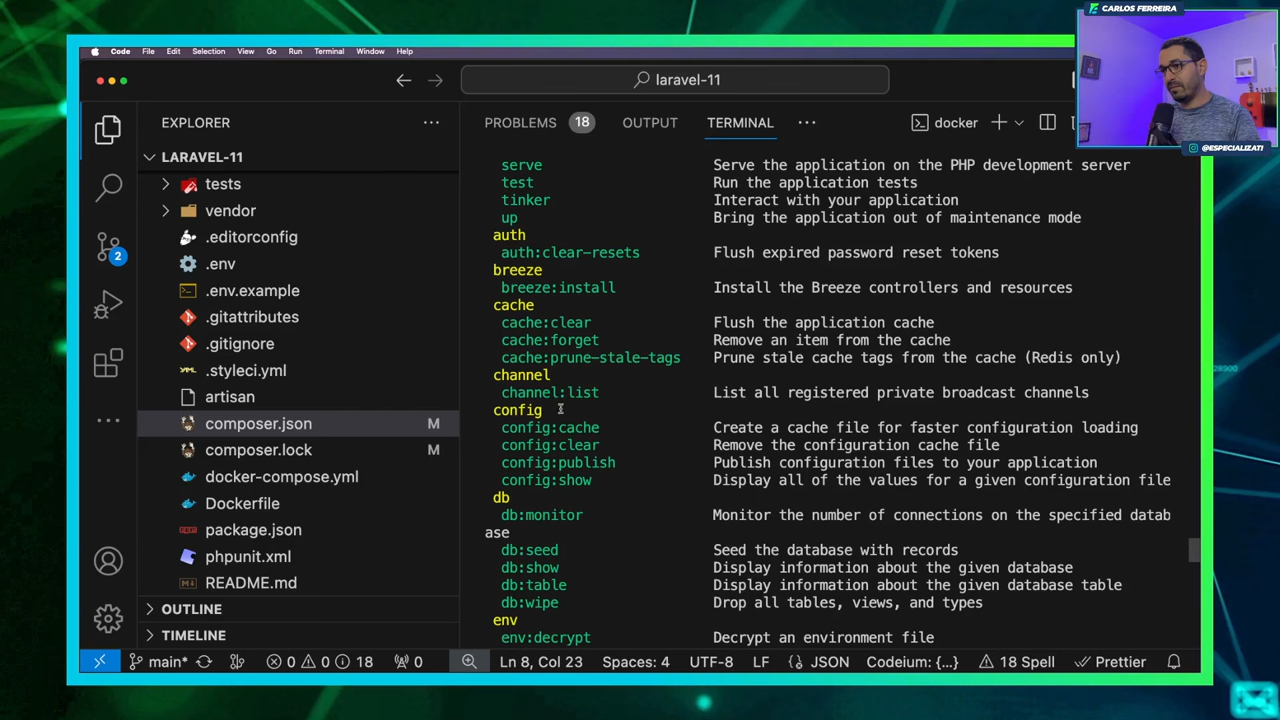 CARLOS FERREIRA
@ESPECIALIZATI
Code File Edit Selection View Go Run Terminal Window Help
laravel-11
EXPLORER
LARAVEL-11
tests
vendor
.editorconfig
.env
.env.example
.gitattributes
.gitignore
.styleci.yml
artisan
composer.json M
composer.lock M
docker-compose.yml
Dockerfile
package.json
phpunit.xml
README.md
OUTLINE
TIMELINE
2
PROBLEMS 18 OUTPUT TERMINAL docker
serve Serve the application on the PHP development server
test Run the application tests
tinker Interact with your application
up Bring the application out of maintenance mode
auth
auth:clear-resets Flush expired password reset tokens
breeze
breeze:install Install the Breeze controllers and resources
cache
cache:clear Flush the application cache
cache:forget Remove an item from the cache
cache:prune-stale-tags Prune stale cache tags from the cache (Redis only)
channel
channel:list List all registered private broadcast channels
config
config:cache Create a cache file for faster configuration loading
config:clear Remove the configuration cache file
config:publish Publish configuration files to your application
config:show Display all of the values for a given configuration file
db
db:monitor Monitor the number of connections on the specified datab
ase
db:seed Seed the database with records
db:show Display information about the given database
db:table Display information about the given database table
db:wipe Drop all tables, views, and types
env
env:decrypt Decrypt an environment file
main* 0 0 18 0 Ln 8, Col 23 Spaces: 4 UTF-8 LF {} JSON Codeium: {...} 18 Spell Prettier